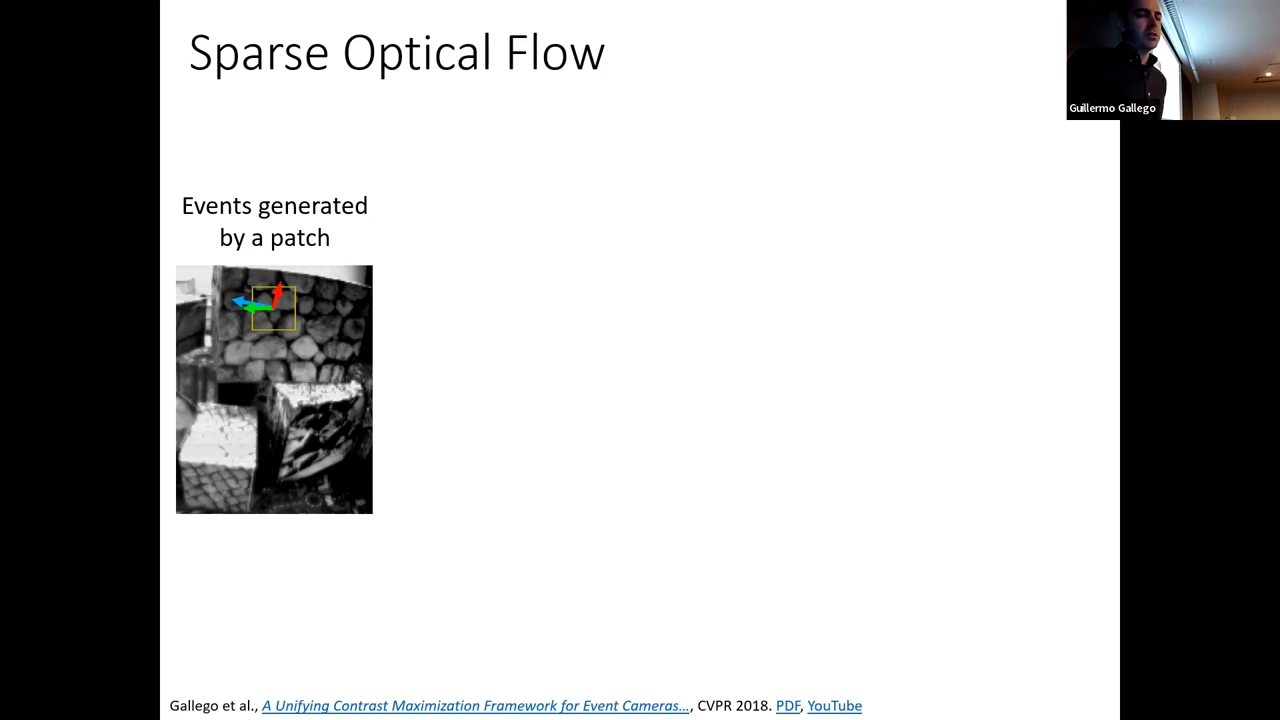 Sparse Optical Flow
Guillermo Gallego
Events generated
by a patch
Gallego et al., A Unifying Contrast Maximization Framework for Event Cameras..., CVPR 2018. PDF, YouTube